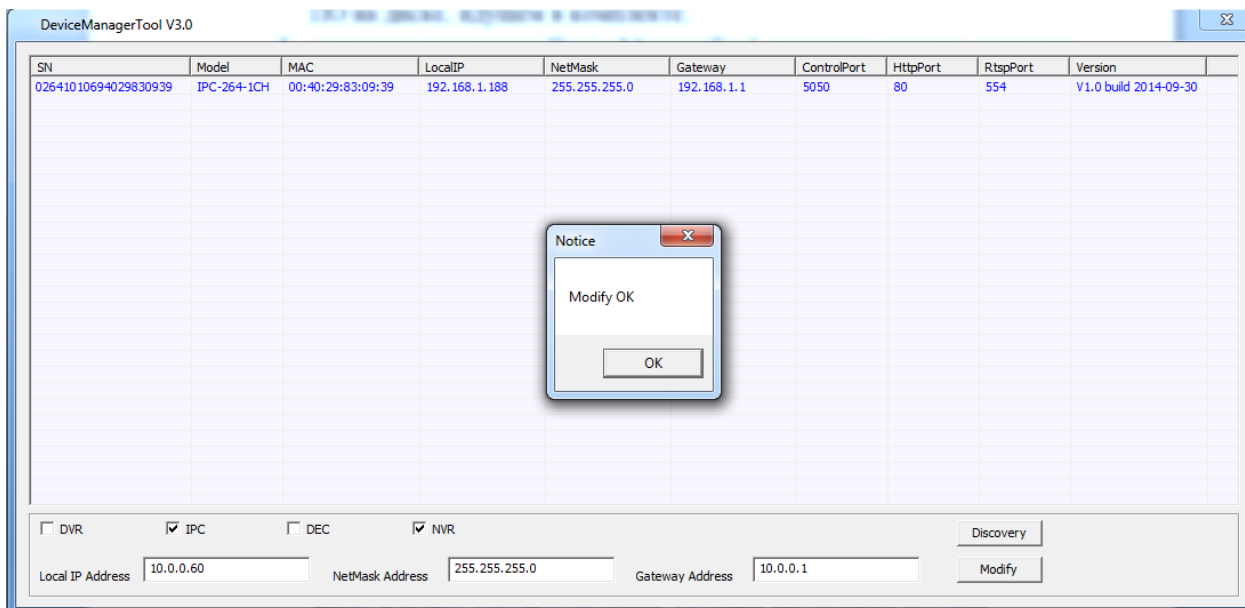 DeviceManagerTool V3.0
SN Model MAC LocalIP NetMask Gateway ControlPort HttpPort RtspPort Version
02641010694029830939 IPC-264-1CH 00:40:29:83:09:39 192.168.1.188 255.255.255.0 192.168.1.1 5050 80 554 V1.0 build 2014-09-30
Notice
Modify OK
OK
DVR IPC DEC NVR Discovery
Local IP Address 10.0.0.60 NetMask Address 255.255.255.0 Gateway Address 10.0.0.1 Modify